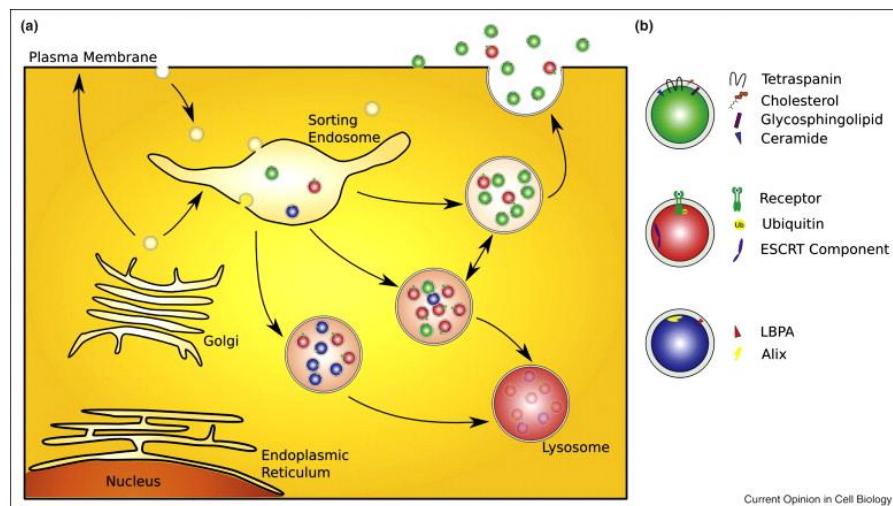 (a)
Plasma Membrane
Sorting
Endosome
Golgi
Lysosome
Endoplasmic
Reticulum
Nucleus
(b)
Tetraspanin
Cholesterol
Glycosphingolipid
Ceramide
Receptor
Ub
Ubiquitin
ESCRT Component
LBPA
Alix
Current Opinion in Cell Biology